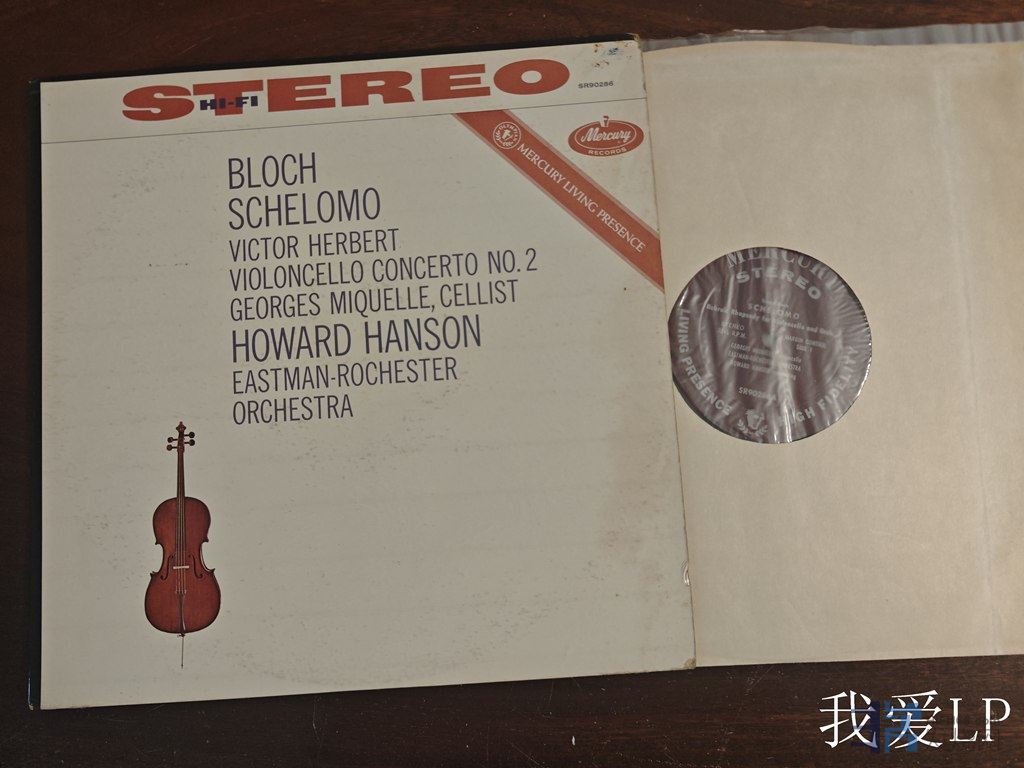 STEREO
HI-FI
SR90286
Mercury
RECORDS
MERCURY LIVING PRESENCE
BLOCH
SCHELOMO
VICTOR HERBERT
VIOLONCELLO CONCERTO NO. 2
GEORGES MIQUELLE, CELLIST
HOWARD HANSON
EASTMAN-ROCHESTER
ORCHESTRA
MERCURY
STEREO
SCHELOMO
LIVING PRESENCE
HIGH FIDELITY
我爱LP